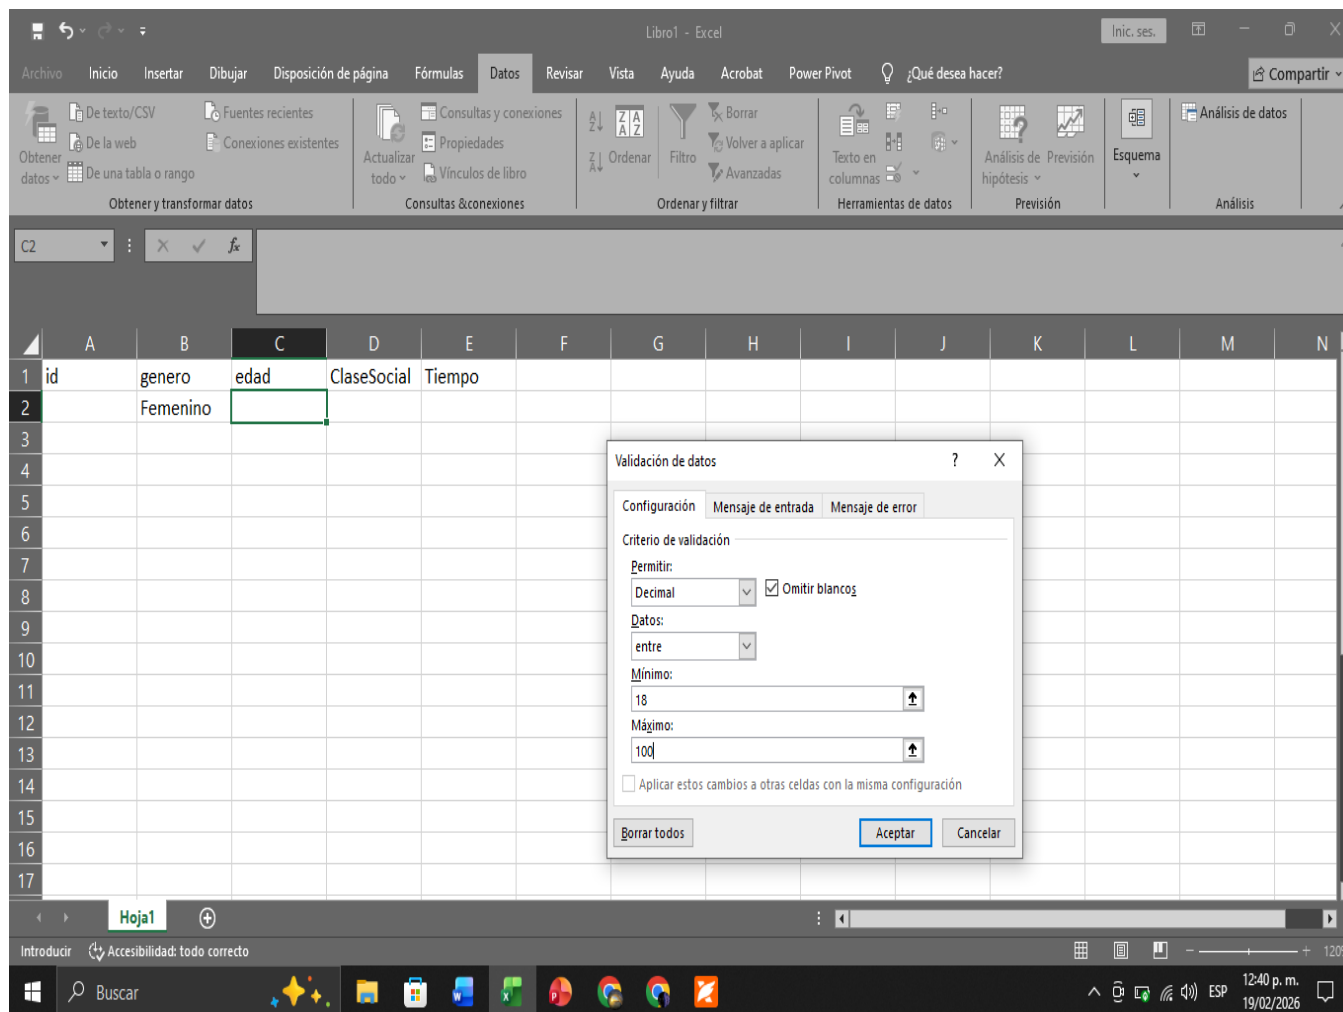 Libro1 - Excel
Inic. ses.
Archivo Inicio Insertar Dibujar Disposición de página Fórmulas Datos Revisar Vista Ayuda Acrobat Power Pivot ¿Qué desea hacer? Compartir
Obtener datos
De texto/CSV
De la web
De una tabla o rango
Fuentes recientes
Conexiones existentes
Obtener y transformar datos
Actualizar todo
Consultas y conexiones
Propiedades
Vínculos de libro
Consultas &conexiones
Ordenar
Filtro
Borrar
Volver a aplicar
Avanzadas
Ordenar y filtrar
Texto en columnas
Herramientas de datos
Análisis de hipótesis
Previsión
Previsión
Esquema
Análisis de datos
Análisis
C2
fx
A B C D E F G H I J K L M N
1 id genero edad ClaseSocial Tiempo
2 Femenino
3
4
5
6
7
8
9
10
11
12
13
14
15
16
17
Validación de datos ? X
Configuración Mensaje de entrada Mensaje de error
Criterio de validación
Permitir:
Decimal Omitir blancos
Datos:
entre
Mínimo:
18
Máximo:
100
Aplicar estos cambios a otras celdas con la misma configuración
Borrar todos Aceptar Cancelar
Hoja1
Introducir Accesibilidad: todo correcto
Buscar
ESP
12:40 p. m.
19/02/2026